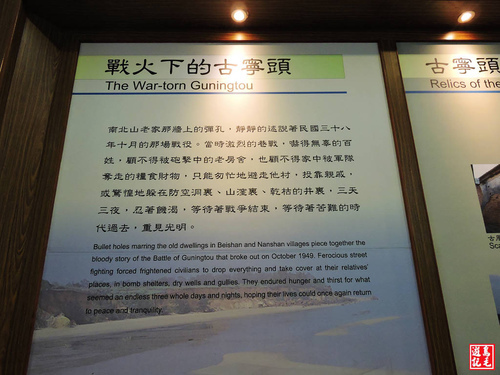 戰火下的古寧頭
The War-torn Guningtou
南北山老家那牆上的彈孔，靜靜的述說著民國三十八
年十月的那場戰役。當時激烈的巷戰，嚇得無辜的百
姓，顧不得被砲擊中的老房舍，也顧不得家中被軍隊
奪走的糧食財物，只能匆忙地避走他村，投靠親戚，
或驚惶地躲在防空洞裏、山溝裏、乾枯的井裏，三天
三夜，忍著饑渴，等待著戰爭結束，等待著苦難的時
代過去，重見光明。
Bullet holes marring the old dwellings in Beishan and Nanshan villages piece together the
bloody story of the Battle of Guningtou that broke out on October 1949. Ferocious street
fighting forced frightened civilians to drop everything and take cover at their relatives'
places, in bomb shelters, dry wells and gullies. They endured hunger and thirst for what
seemed an endless three whole days and nights, hoping their lives could once again return
to peace and tranquility.
古寧頭
Relics of the